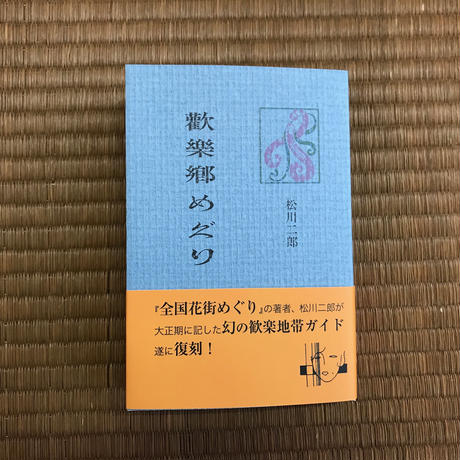 歡樂鄉めぐり
松川二郎
『全国花街めぐり』の著者、松川二郎が
大正期に記した幻の歓楽地帯ガイド
遂に復刻！